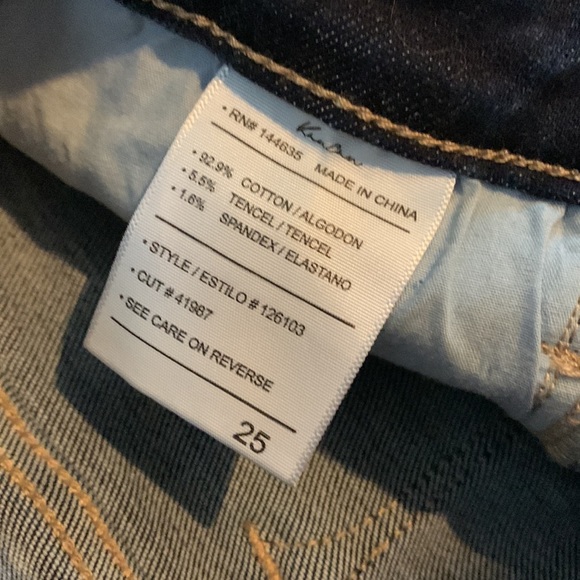 KanCan
• RN# 144635 MADE IN CHINA
• 92.9% COTTON / ALGODON
• 5.5% TENCEL / TENCEL
• 1.6% SPANDEX / ELASTANO
• STYLE / ESTILO # 126103
• CUT # 41987
• SEE CARE ON REVERSE
25